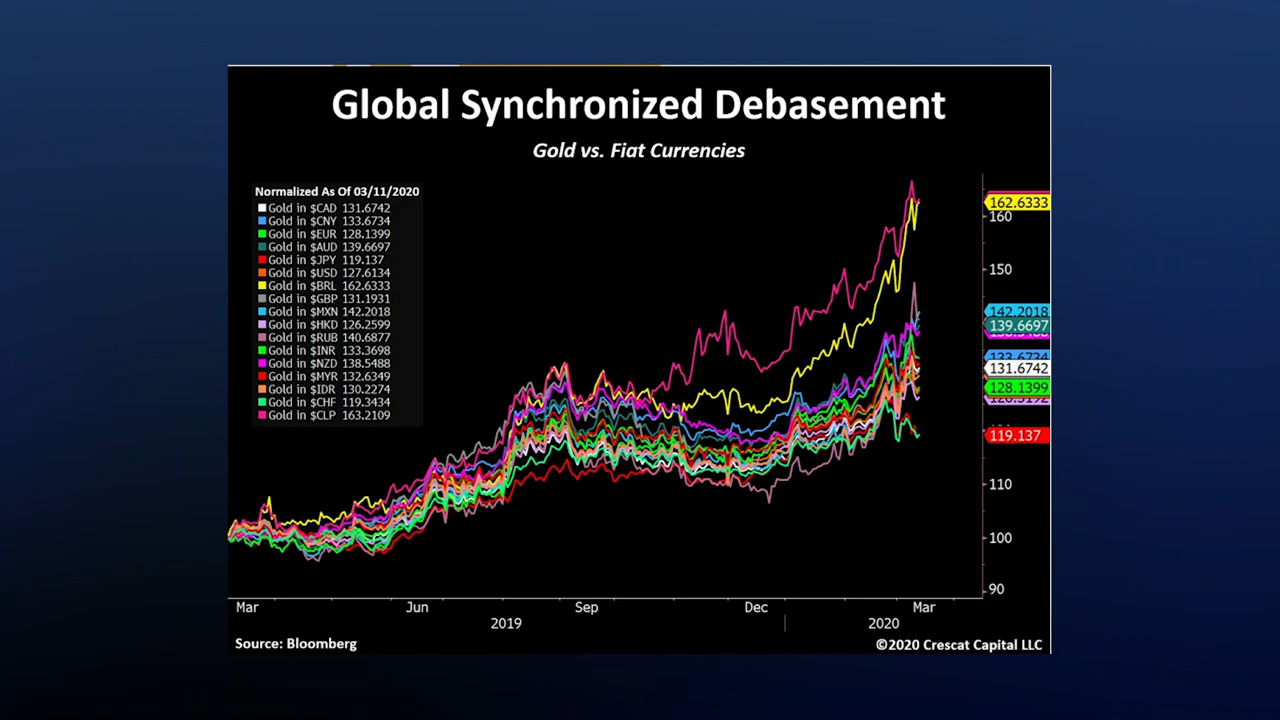 Global Synchronized Debasement
Gold vs. Fiat Currencies
Normalized As Of 03/11/2020
Gold in $CAD 131.6742
Gold in $CNY 133.6734
Gold in $EUR 128.1399
Gold in $AUD 139.6697
Gold in $JPY 119.137
Gold in $USD 127.6134
Gold in $BRL 162.6333
Gold in $GBP 131.1931
Gold in $MXN 142.2018
Gold in $HKD 126.2599
Gold in $RUB 140.6877
Gold in $INR 133.3698
Gold in $NZD 138.5488
Gold in $MYR 132.6349
Gold in $IDR 130.2274
Gold in $CHF 119.3434
Gold in $CLP 163.2109
162.6333
160
150
142.2018
139.6697
133.6734
131.6742
128.1399
119.137
110
100
90
Mar Jun Sep Dec Mar
2019 2020
Source: Bloomberg
©2020 Crescat Capital LLC